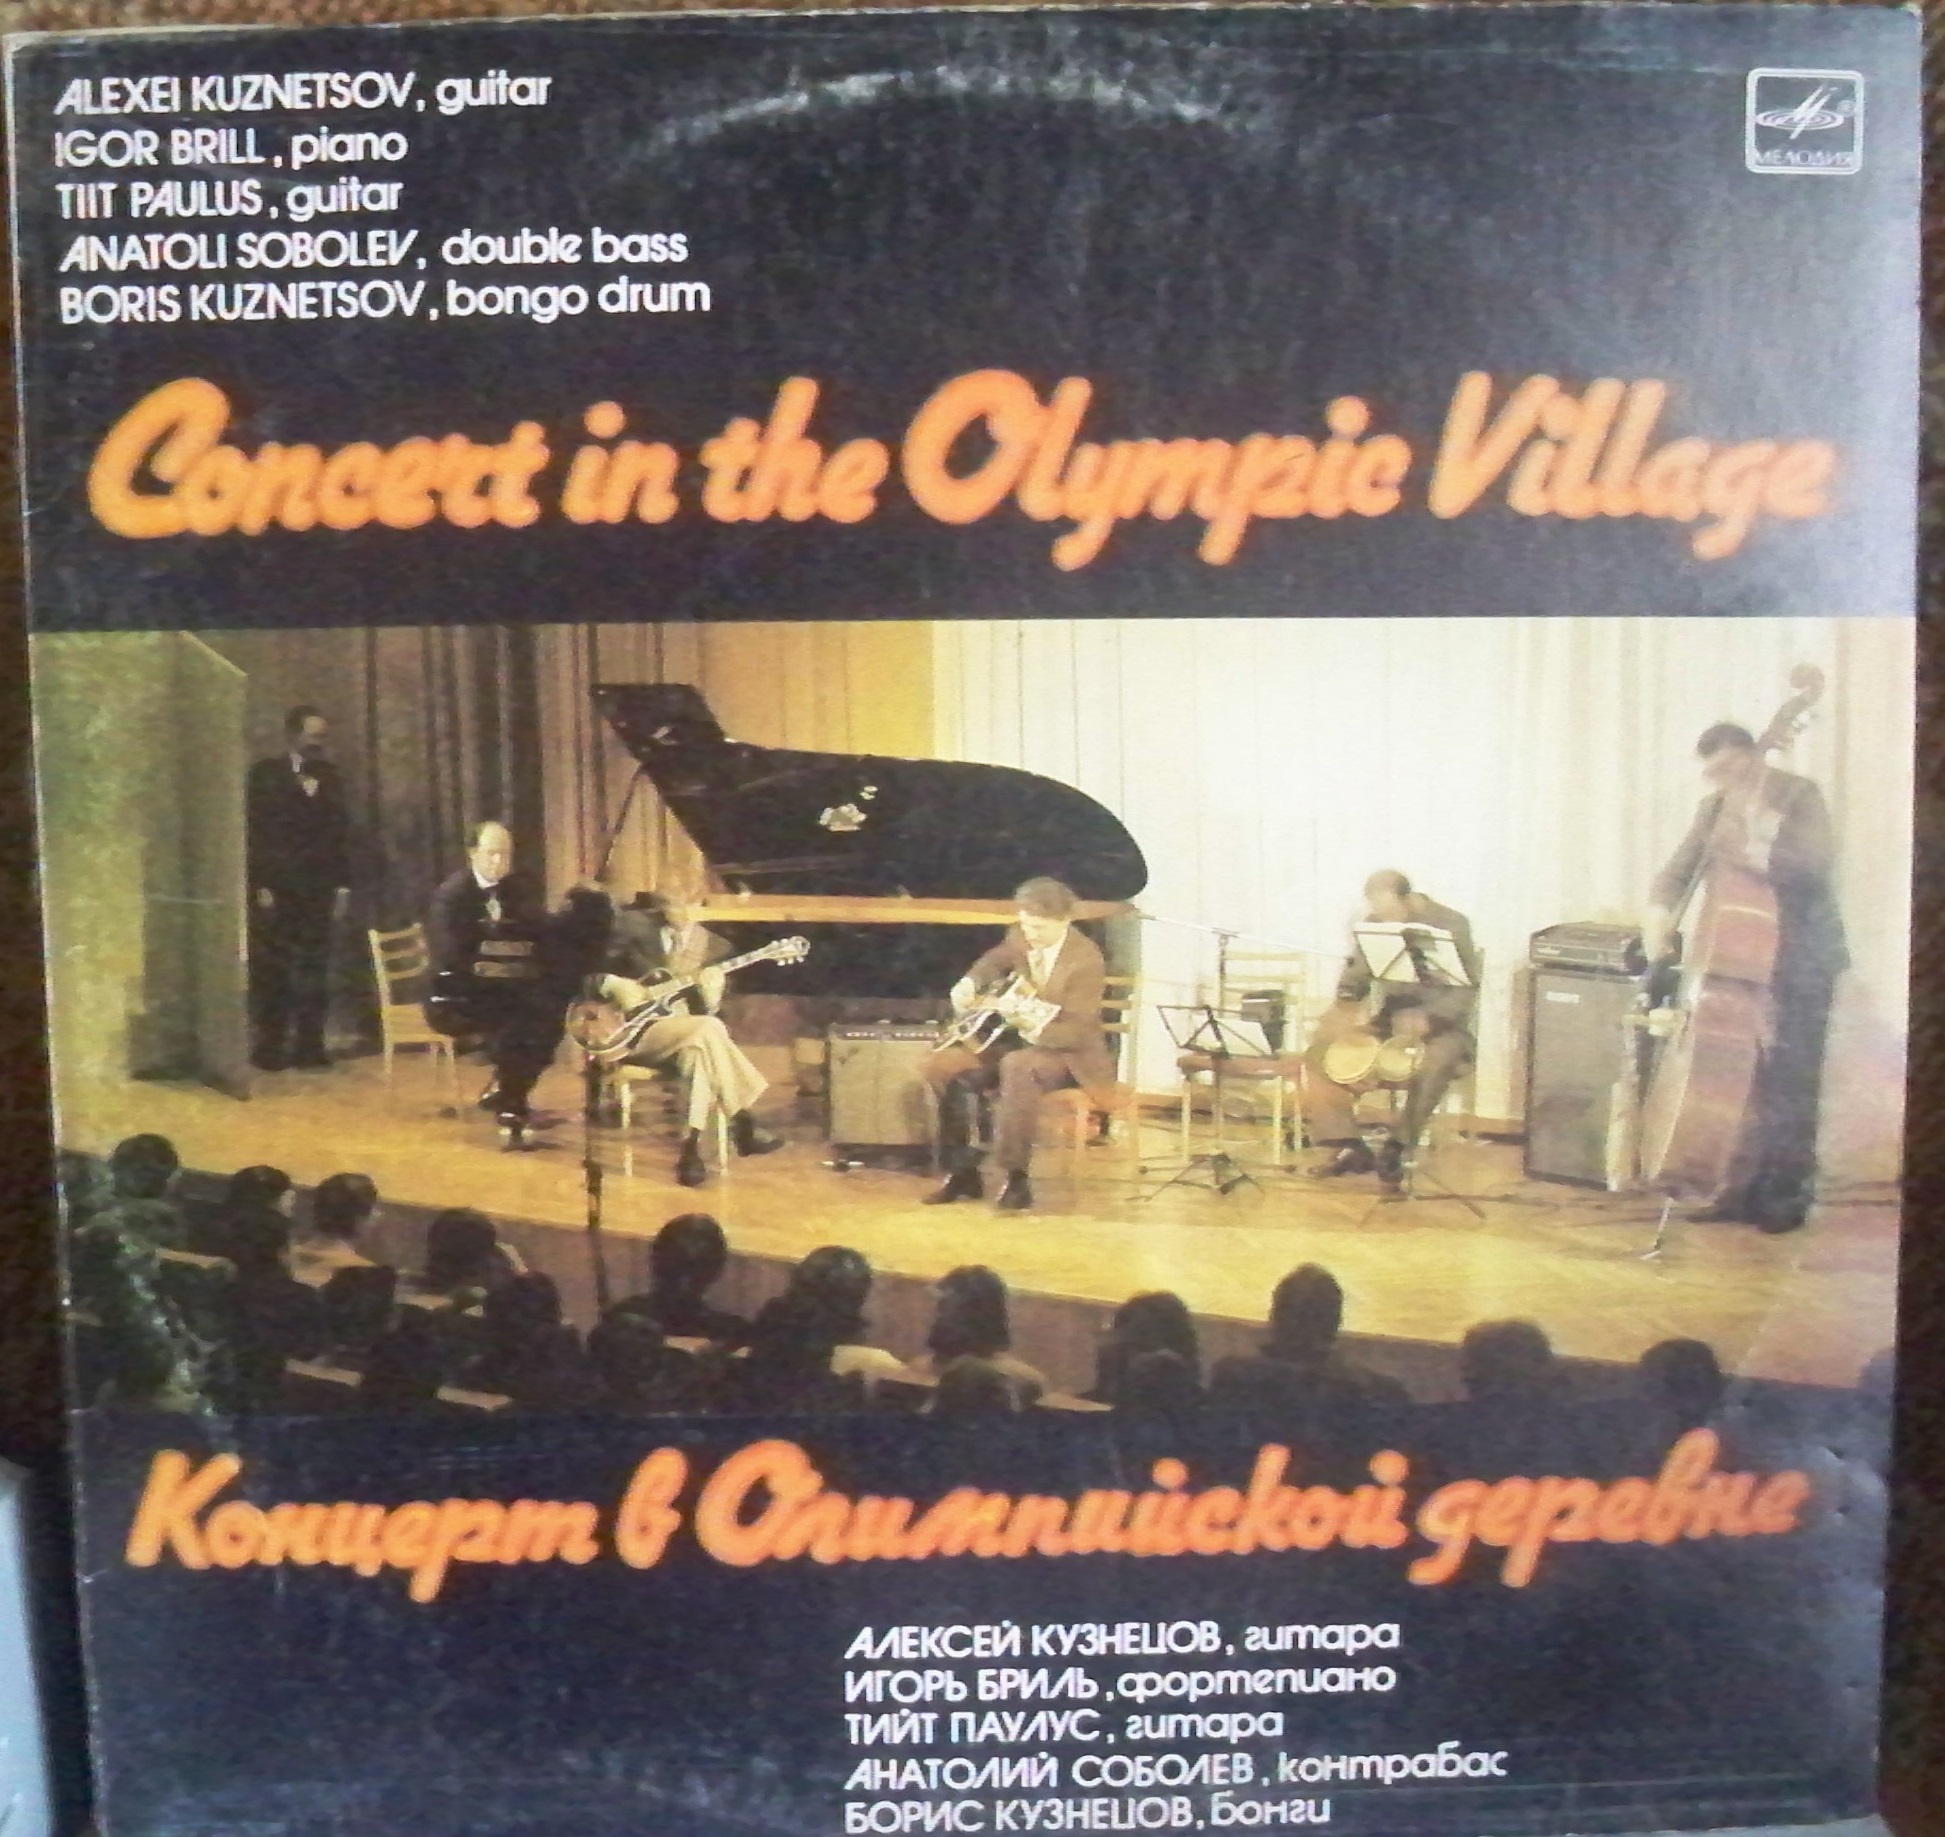 ALEXEI KUZNETSOV, guitar
IGOR BRILL, piano
TIIT PAULUS, guitar
ANATOLI SOBOLEV, double bass
BORIS KUZNETSOV, bongo drum
МЕЛОДИЯ
Concert in the Olympic Village
Концерт в Олимпийской деревне
АЛЕКСЕЙ КУЗНЕЦОВ, гитара
ИГОРЬ БРИЛЬ, фортепиано
ТИЙТ ПАУЛУС, гитара
АНАТОЛИЙ СОБОЛЕВ, контрабас
БОРИС КУЗНЕЦОВ, бонги